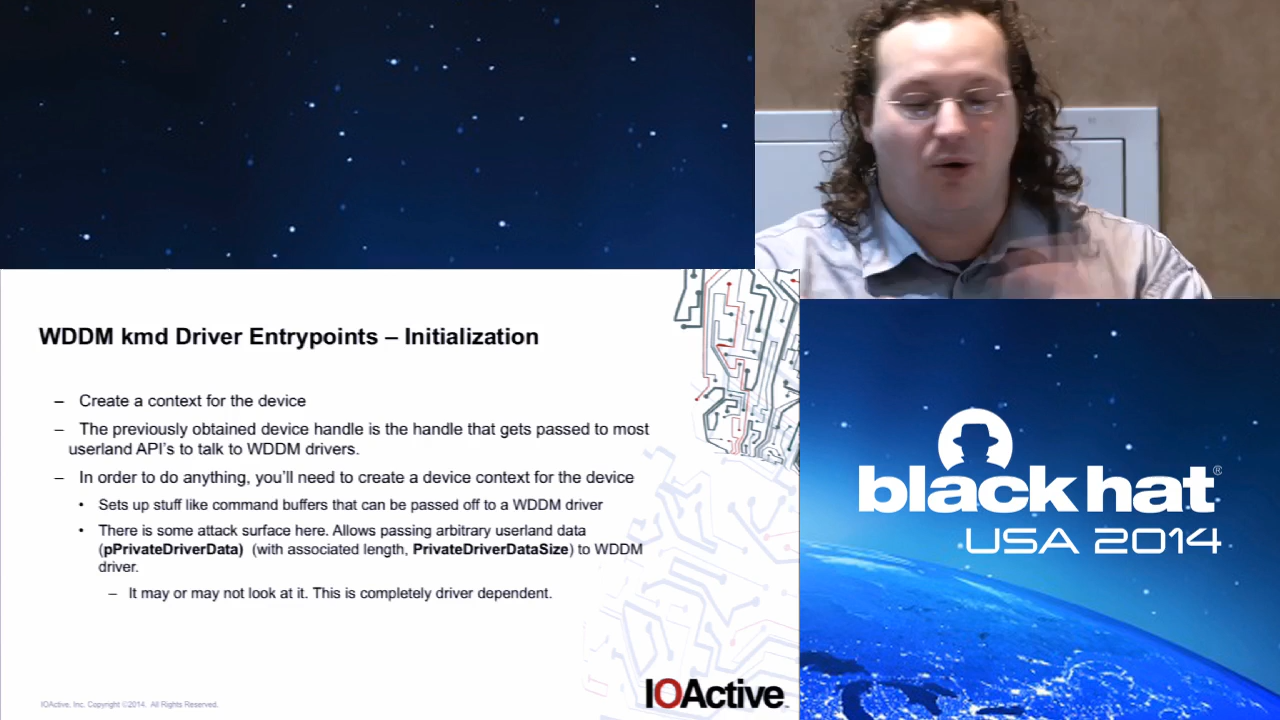 WDDM kmd Driver Entrypoints – Initialization
– Create a context for the device
– The previously obtained device handle is the handle that gets passed to most
userland API's to talk to WDDM drivers.
– In order to do anything, you'll need to create a device context for the device
• Sets up stuff like command buffers that can be passed off to a WDDM driver
• There is some attack surface here. Allows passing arbitrary userland data
(pPrivateDriverData) (with associated length, PrivateDriverDataSize) to WDDM
driver.
– It may or may not look at it. This is completely driver dependent.
IOActive, Inc. Copyright ©2014. All Rights Reserved.
IOActive
black hat®
USA 2014